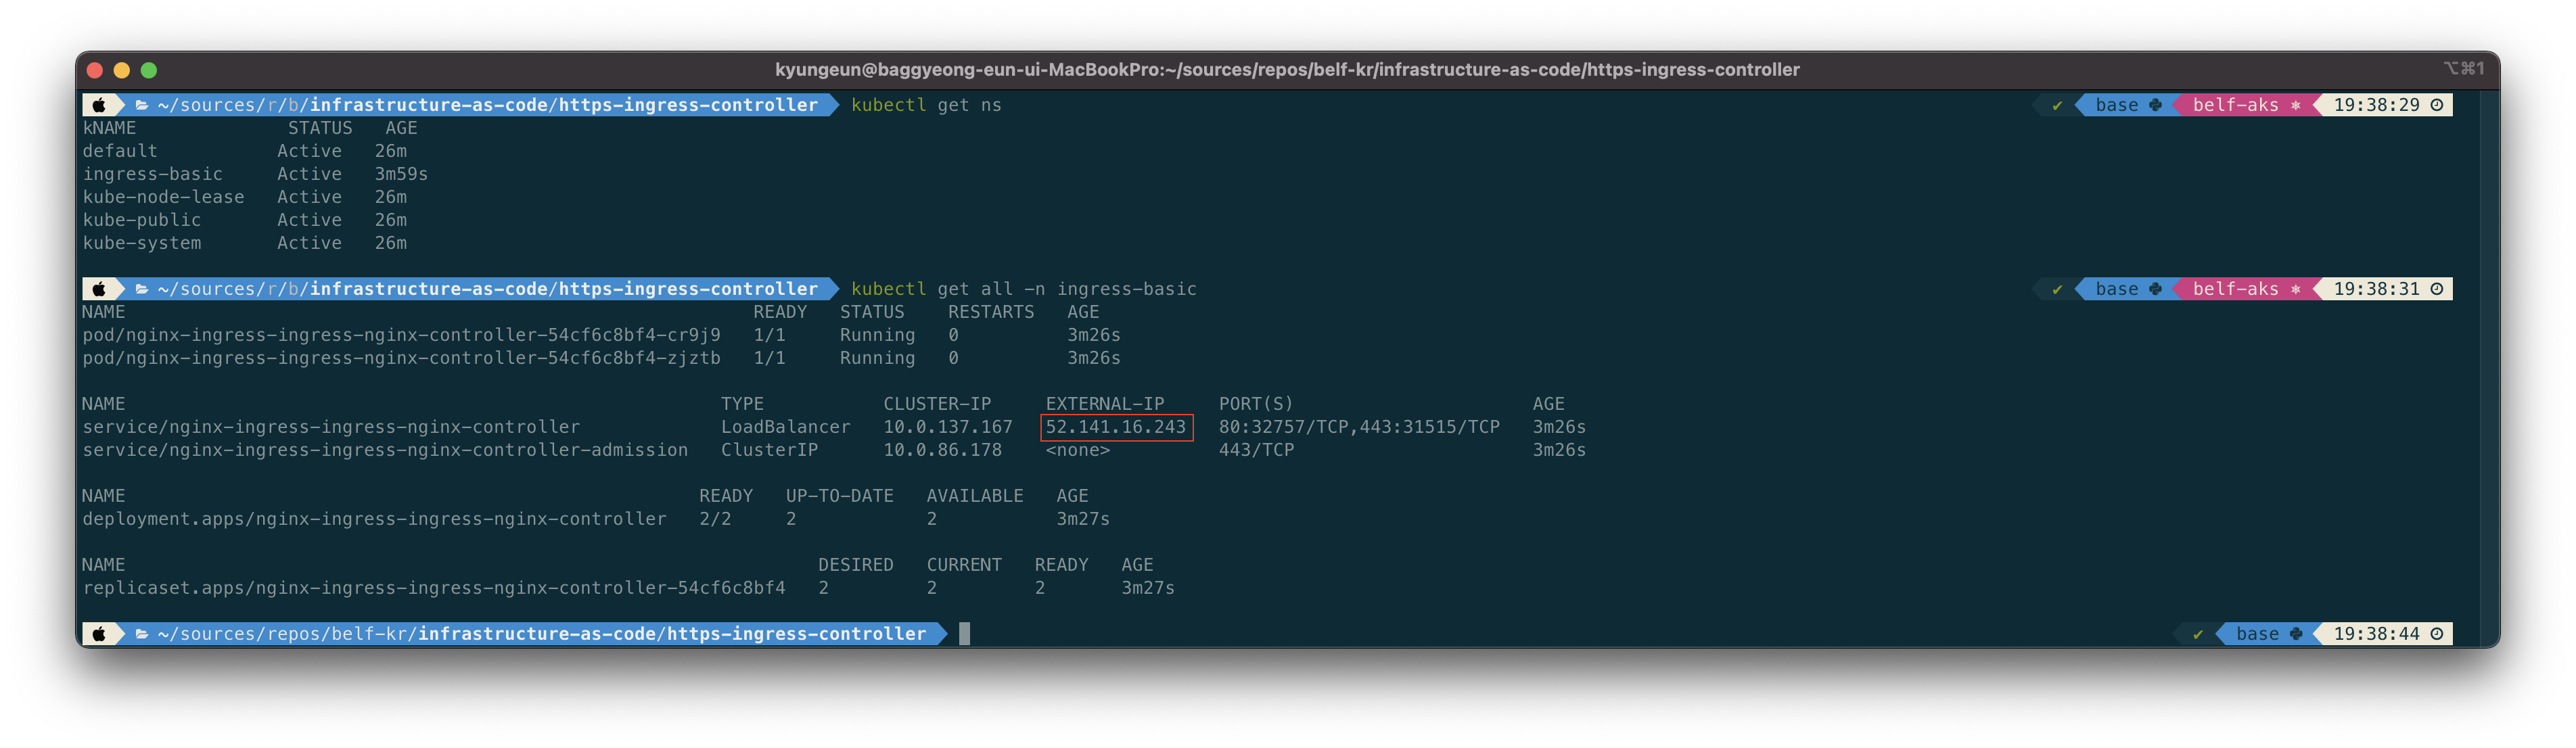 kyungeun@baggyeong-eun-ui-MacBookPro:~/sources/repos/belf-kr/infrastructure-as-code/https-ingress-controller ⌥⌘1
~/sources/r/b/infrastructure-as-code/https-ingress-controller kubectl get ns ✔ base belf-aks 19:38:29
kNAME STATUS AGE
default Active 26m
ingress-basic Active 3m59s
kube-node-lease Active 26m
kube-public Active 26m
kube-system Active 26m
~/sources/r/b/infrastructure-as-code/https-ingress-controller kubectl get all -n ingress-basic ✔ base belf-aks 19:38:31
NAME READY STATUS RESTARTS AGE
pod/nginx-ingress-ingress-nginx-controller-54cf6c8bf4-cr9j9 1/1 Running 0 3m26s
pod/nginx-ingress-ingress-nginx-controller-54cf6c8bf4-zjztb 1/1 Running 0 3m26s
NAME TYPE CLUSTER-IP EXTERNAL-IP PORT(S) AGE
service/nginx-ingress-ingress-nginx-controller LoadBalancer 10.0.137.167 52.141.16.243 80:32757/TCP,443:31515/TCP 3m26s
service/nginx-ingress-ingress-nginx-controller-admission ClusterIP 10.0.86.178 <none> 443/TCP 3m26s
NAME READY UP-TO-DATE AVAILABLE AGE
deployment.apps/nginx-ingress-ingress-nginx-controller 2/2 2 2 3m27s
NAME DESIRED CURRENT READY AGE
replicaset.apps/nginx-ingress-ingress-nginx-controller-54cf6c8bf4 2 2 2 3m27s
~/sources/repos/belf-kr/infrastructure-as-code/https-ingress-controller ✔ base 19:38:44